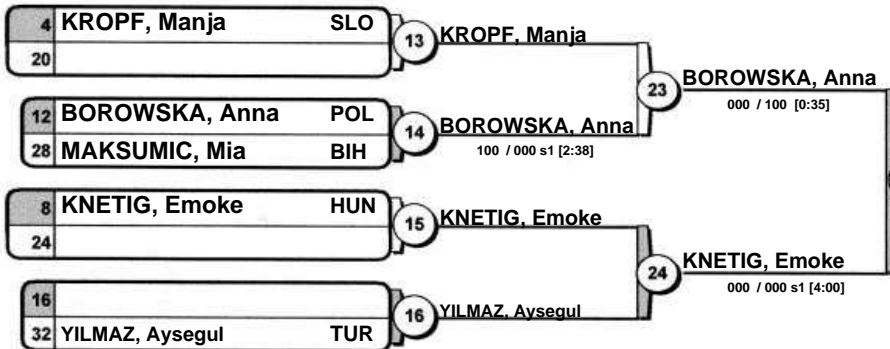 4 KROPF, Manja SLO
20
13 KROPF, Manja
12 BOROWSKA, Anna POL
28 MAKSUMIC, Mia BIH
14 BOROWSKA, Anna
100 / 000 s1 [2:38]
23 BOROWSKA, Anna
000 / 100 [0:35]
8 KNETIG, Emoke HUN
24
15 KNETIG, Emoke
16
32 YILMAZ, Aysegul TUR
16 YILMAZ, Aysegul
24 KNETIG, Emoke
000 / 000 s1 [4:00]